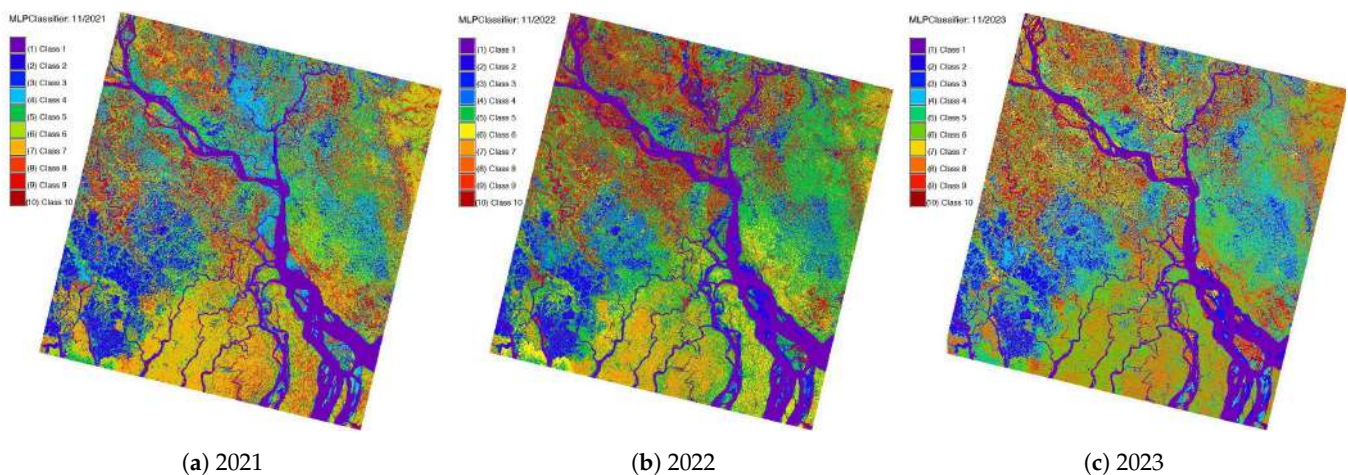 MLPClassifier: 11/2021
(1) Class 1
(2) Class 2
(3) Class 3
(4) Class 4
(5) Class 5
(6) Class 6
(7) Class 7
(8) Class 8
(9) Class 9
(10) Class 10
(a) 2021
MLPClassifier: 11/2022
(1) Class 1
(2) Class 2
(3) Class 3
(4) Class 4
(5) Class 5
(6) Class 6
(7) Class 7
(8) Class 8
(9) Class 9
(10) Class 10
(b) 2022
MLPClassifier: 11/2023
(1) Class 1
(2) Class 2
(3) Class 3
(4) Class 4
(5) Class 5
(6) Class 6
(7) Class 7
(8) Class 8
(9) Class 9
(10) Class 10
(c) 2023